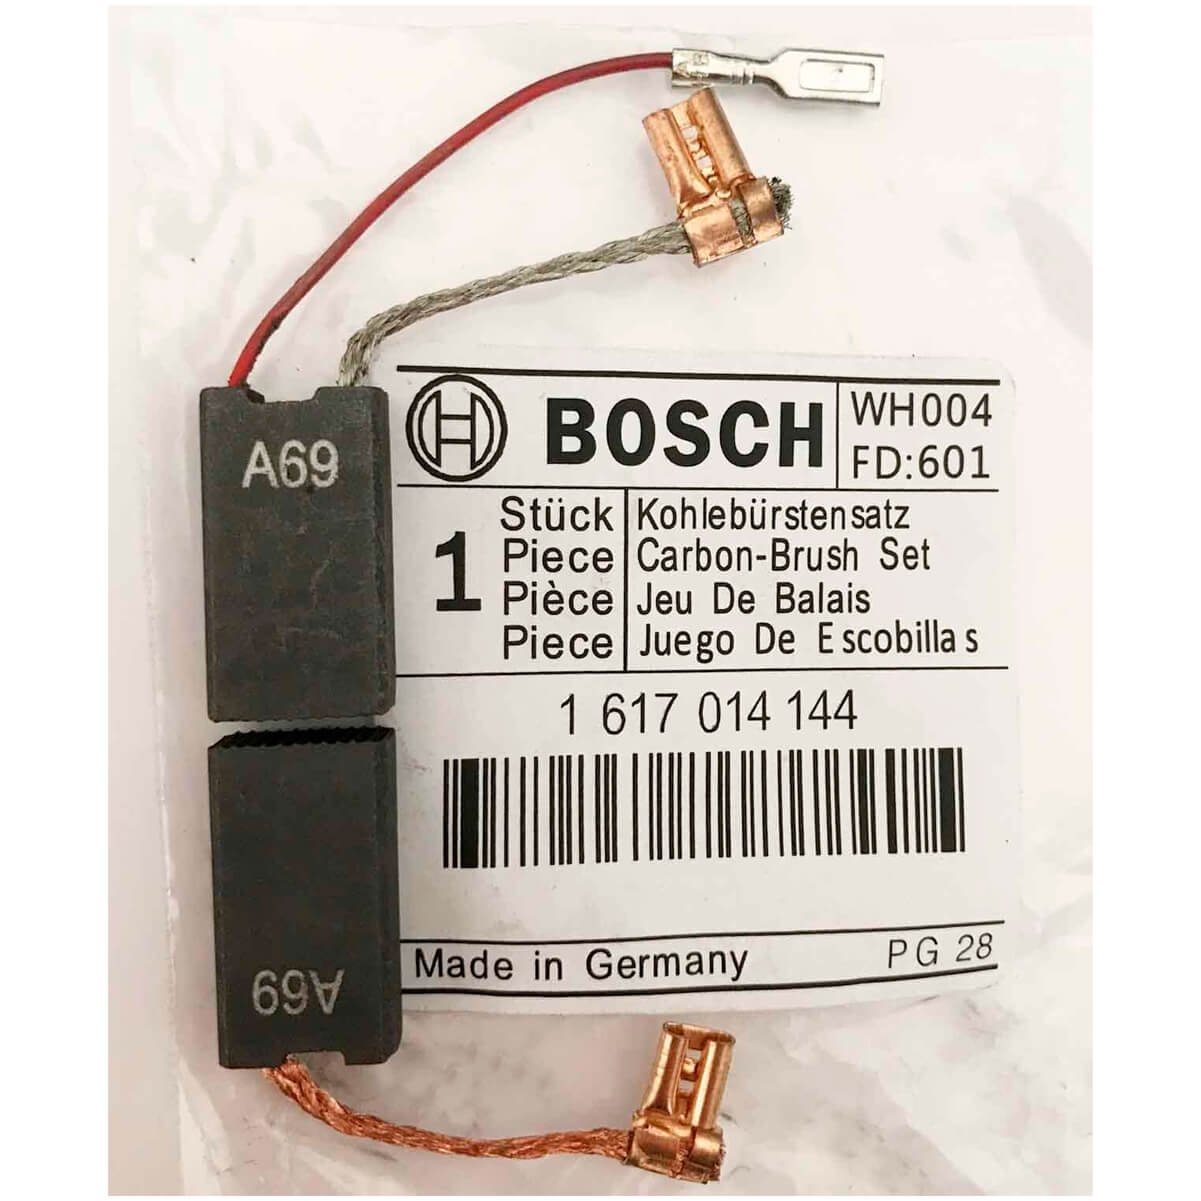 A69
BOSCH
WH004
FD:601
1
Stück Kohlebürstensatz
Piece Carbon-Brush Set
Pièce Jeu De Balais
Piece Juego De Escobillas
1 617 014 144
Made in Germany PG 28
A69